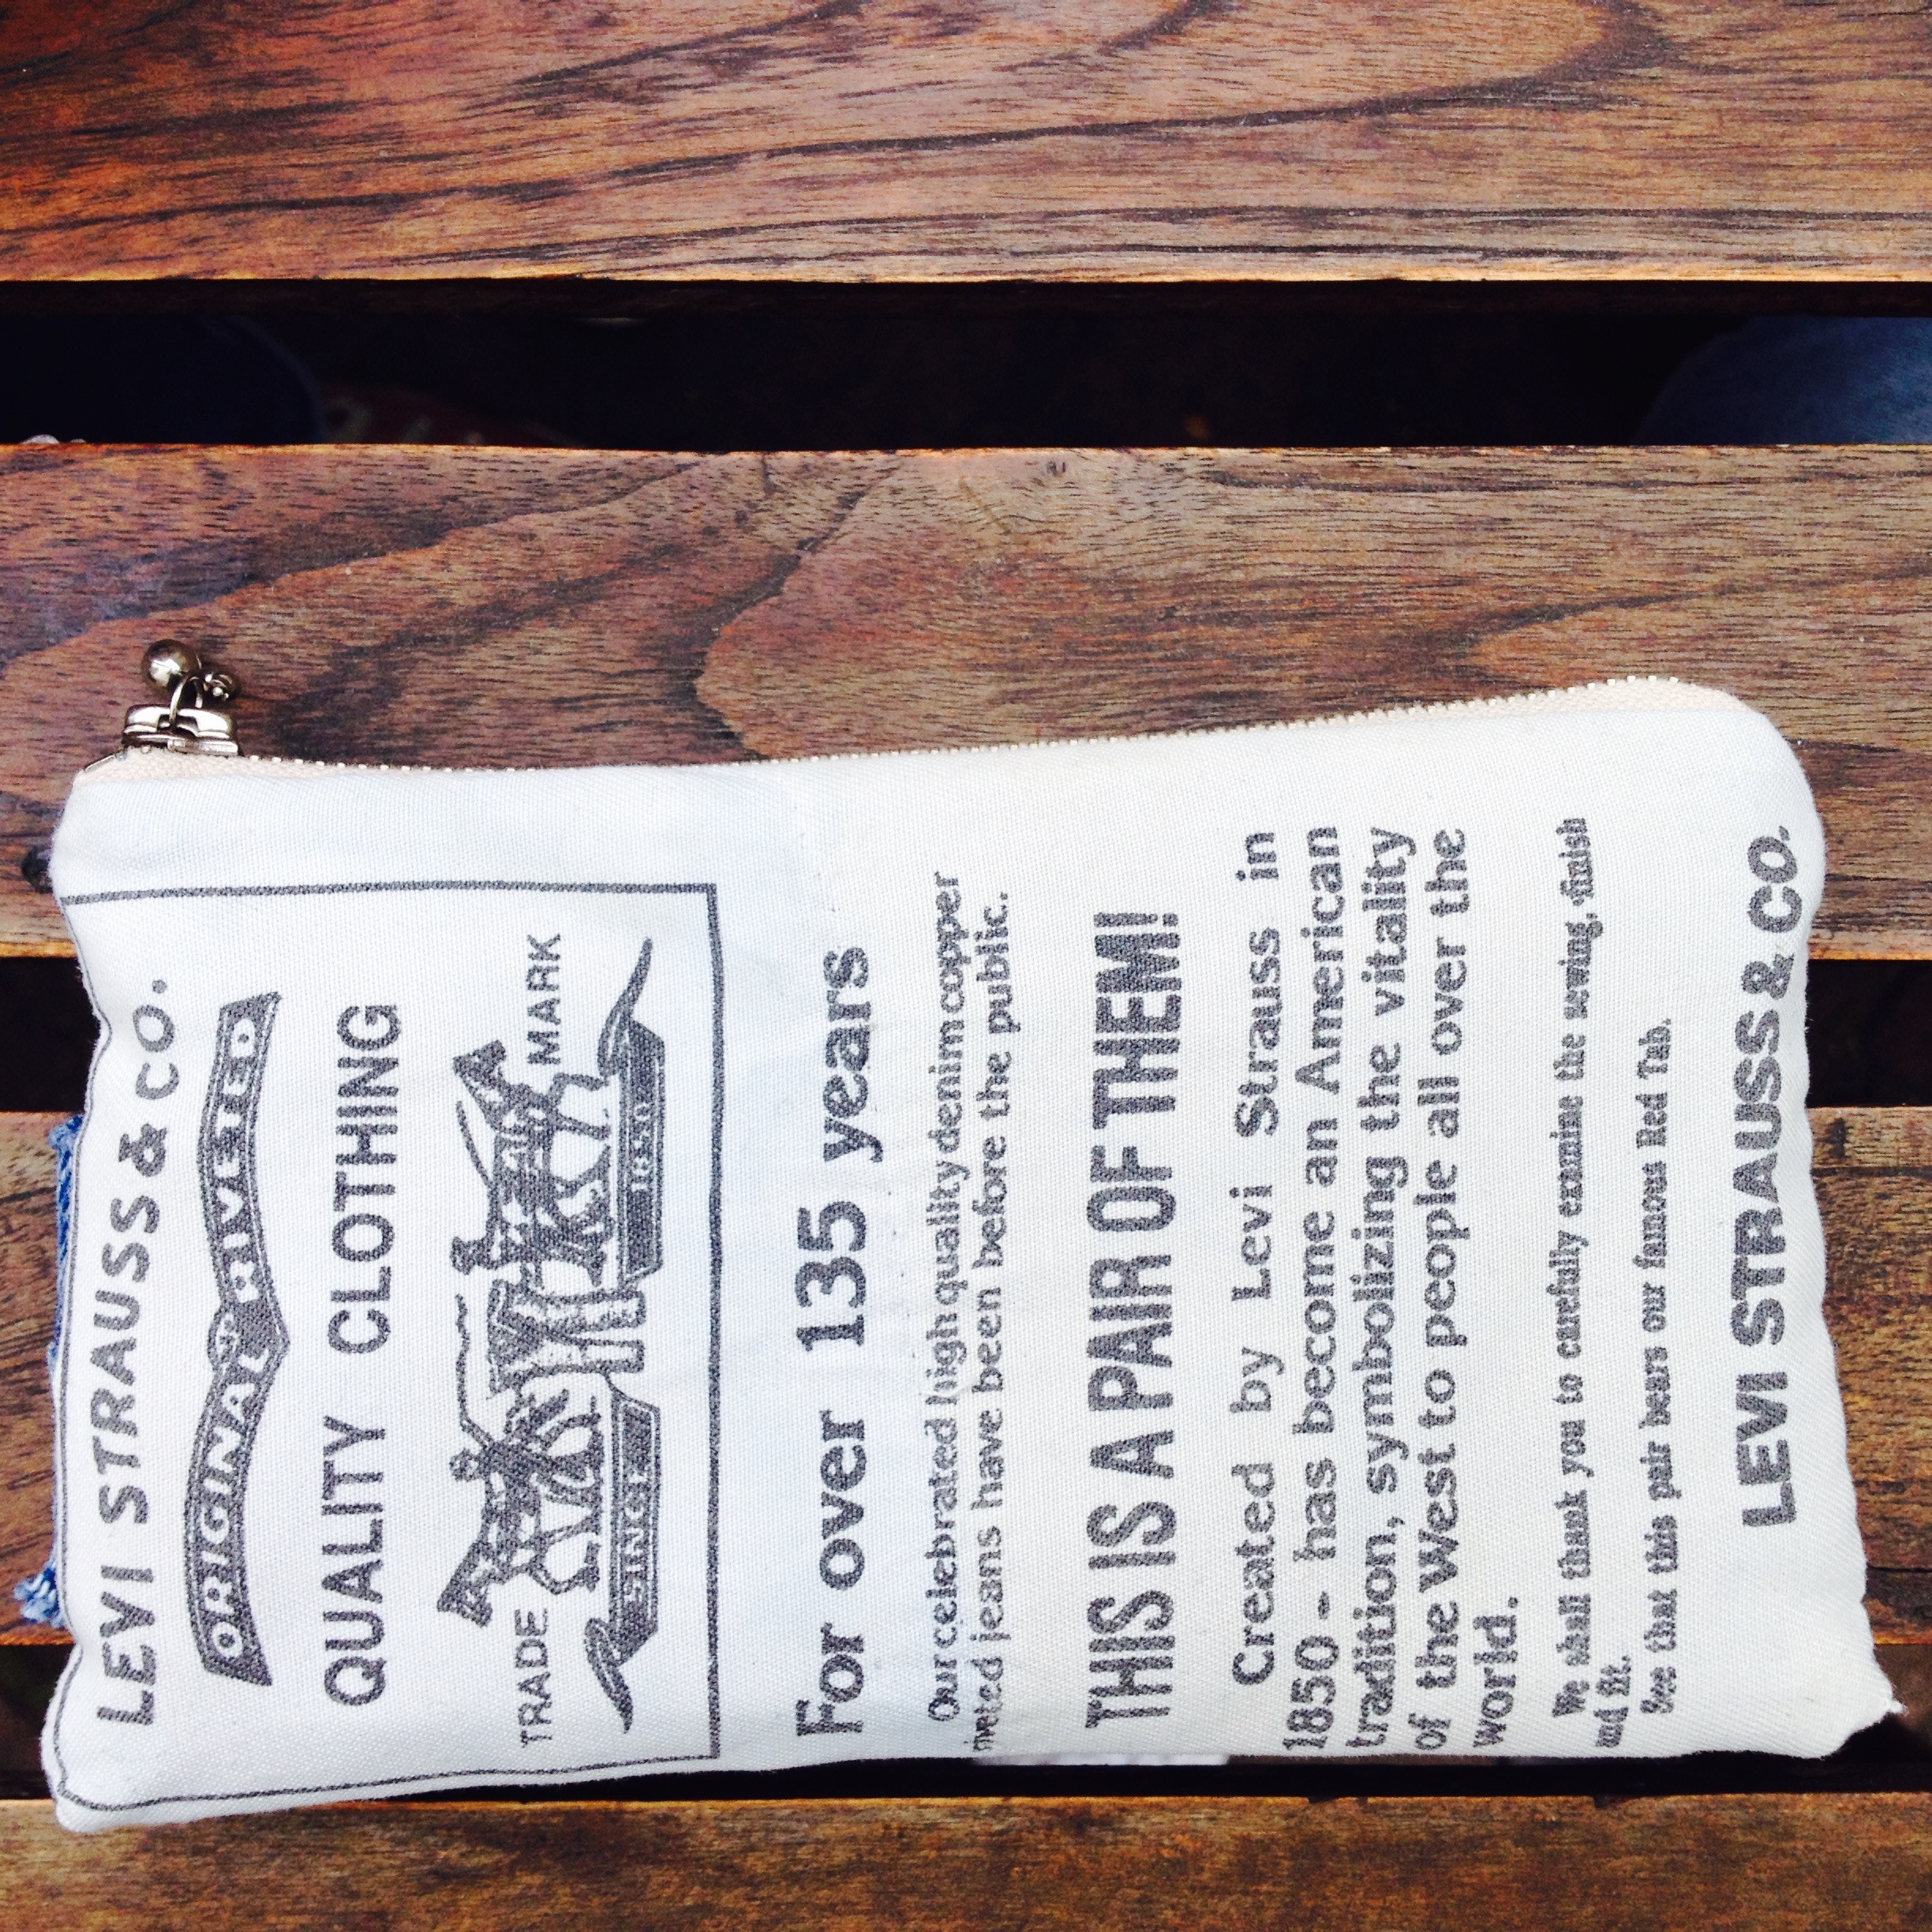 LEVI STRAUSS & CO.
ORIGINAL RIVETED
QUALITY CLOTHING
TRADE MARK
SINCE 1850
For over 135 years
Our celebrated high quality denim copper
riveted jeans have been before the public.
THIS IS A PAIR OF THEM!
Created by Levi Strauss in
1850 - has become an American
tradition, symbolizing the vitality
of the West to people all over the
world.
We shall thank you to carefully examine the sewing, finish
and fit.
See that this pair bears our famous Red Tab.
LEVI STRAUSS & CO.